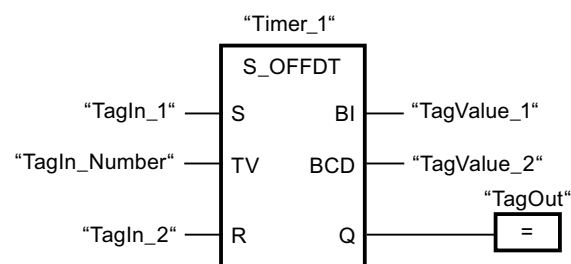 “Timer_1“
S_OFFDT
“TagIn_1“ S BI “TagValue_1“
“TagIn_Number“ TV BCD “TagValue_2“
“TagOut“
“TagIn_2“ R Q =